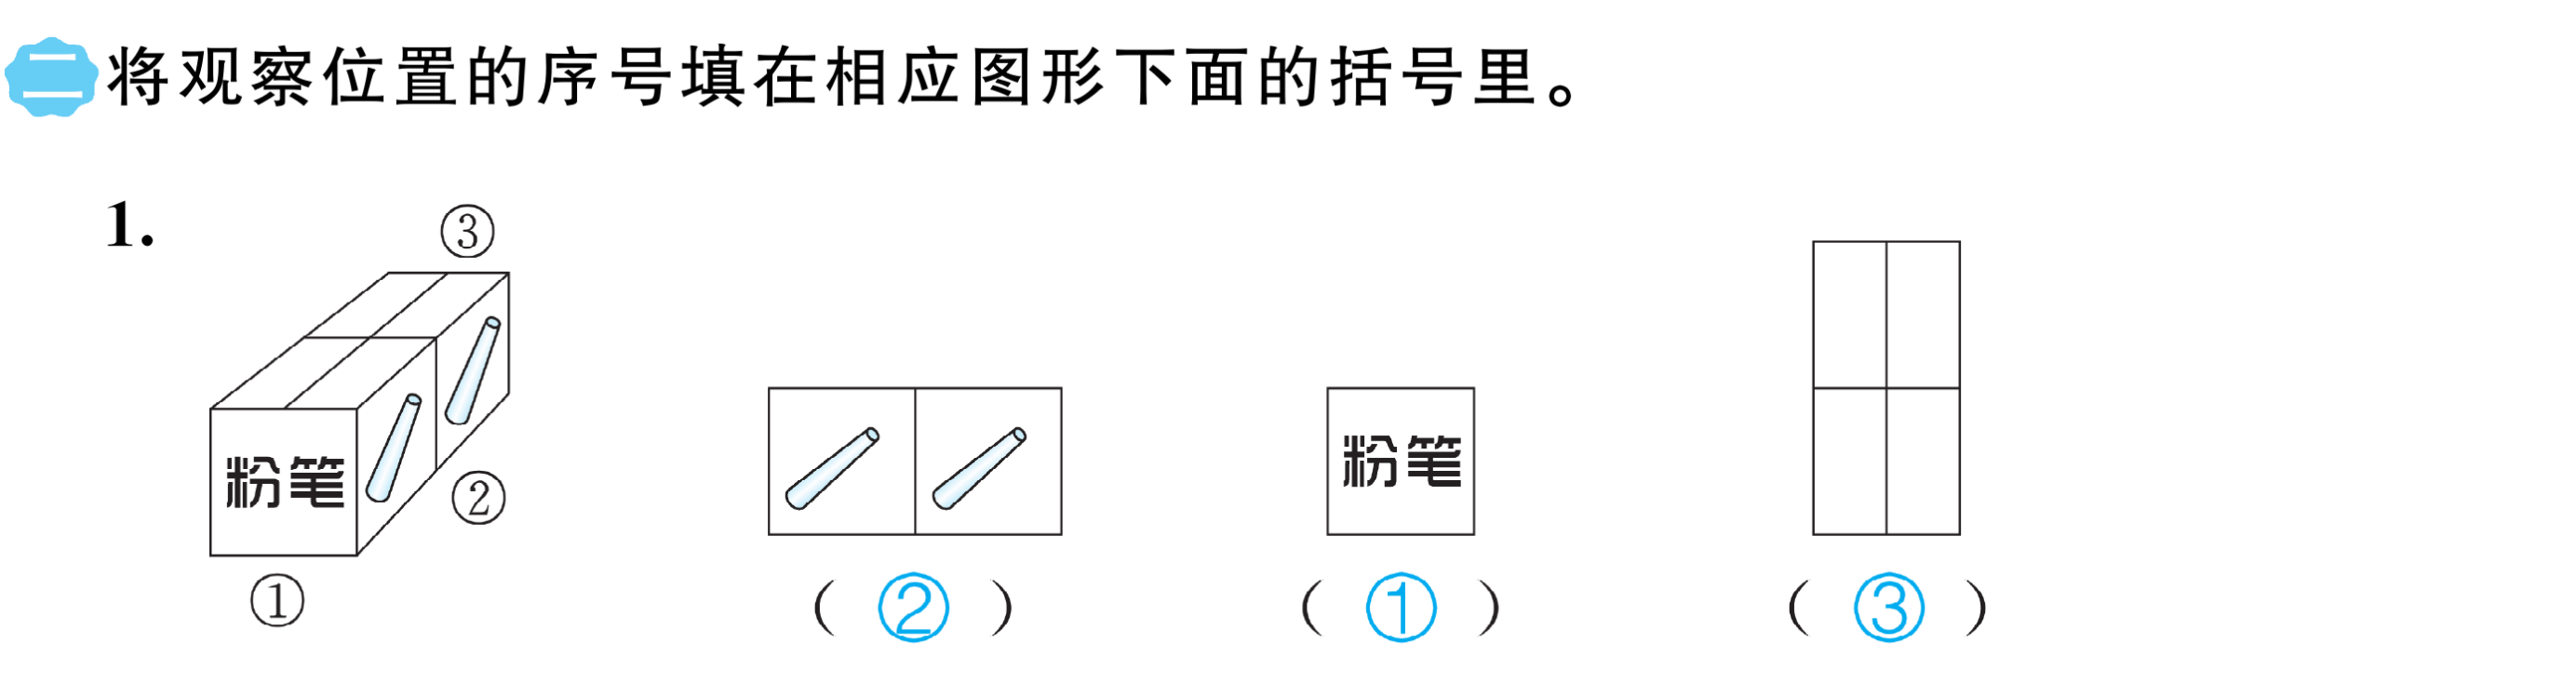 二 将观察位置的序号填在相应图形下面的括号里。
1.
③
粉笔
②
①
粉笔
( ② ) ( ① ) ( ③ )